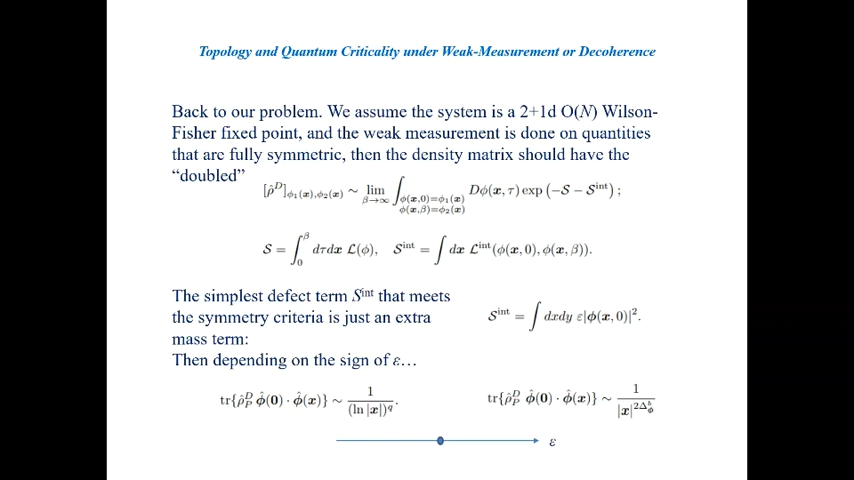 Topology and Quantum Criticality under Weak-Measurement or Decoherence
Back to our problem. We assume the system is a 2+1d O(N) Wilson-
Fisher fixed point, and the weak measurement is done on quantities
that are fully symmetric, then the density matrix should have the
“doubled”
[ρ̂^D]_{ϕ₁(x),ϕ₂(x)} ∼ lim_{β→∞} ∫_{ϕ(x,0)=ϕ₁(x), ϕ(x,β)=ϕ₂(x)} Dϕ(x,τ) exp(−S − S^int) ;
S = ∫_0^β dτdx L(ϕ), S^int = ∫ dx L^int(ϕ(x,0), ϕ(x,β)).
The simplest defect term S^int that meets
the symmetry criteria is just an extra
mass term:
S^int = ∫ dxdy ε|ϕ(x,0)|².
Then depending on the sign of ε…
tr{ρ̂_P^D ϕ̂(0) · ϕ̂(x)} ∼ 1/(ln |x|)^q.
tr{ρ̂_P^D ϕ̂(0) · ϕ̂(x)} ∼ 1/|x|^{2Δ_ϕ^b}
ε